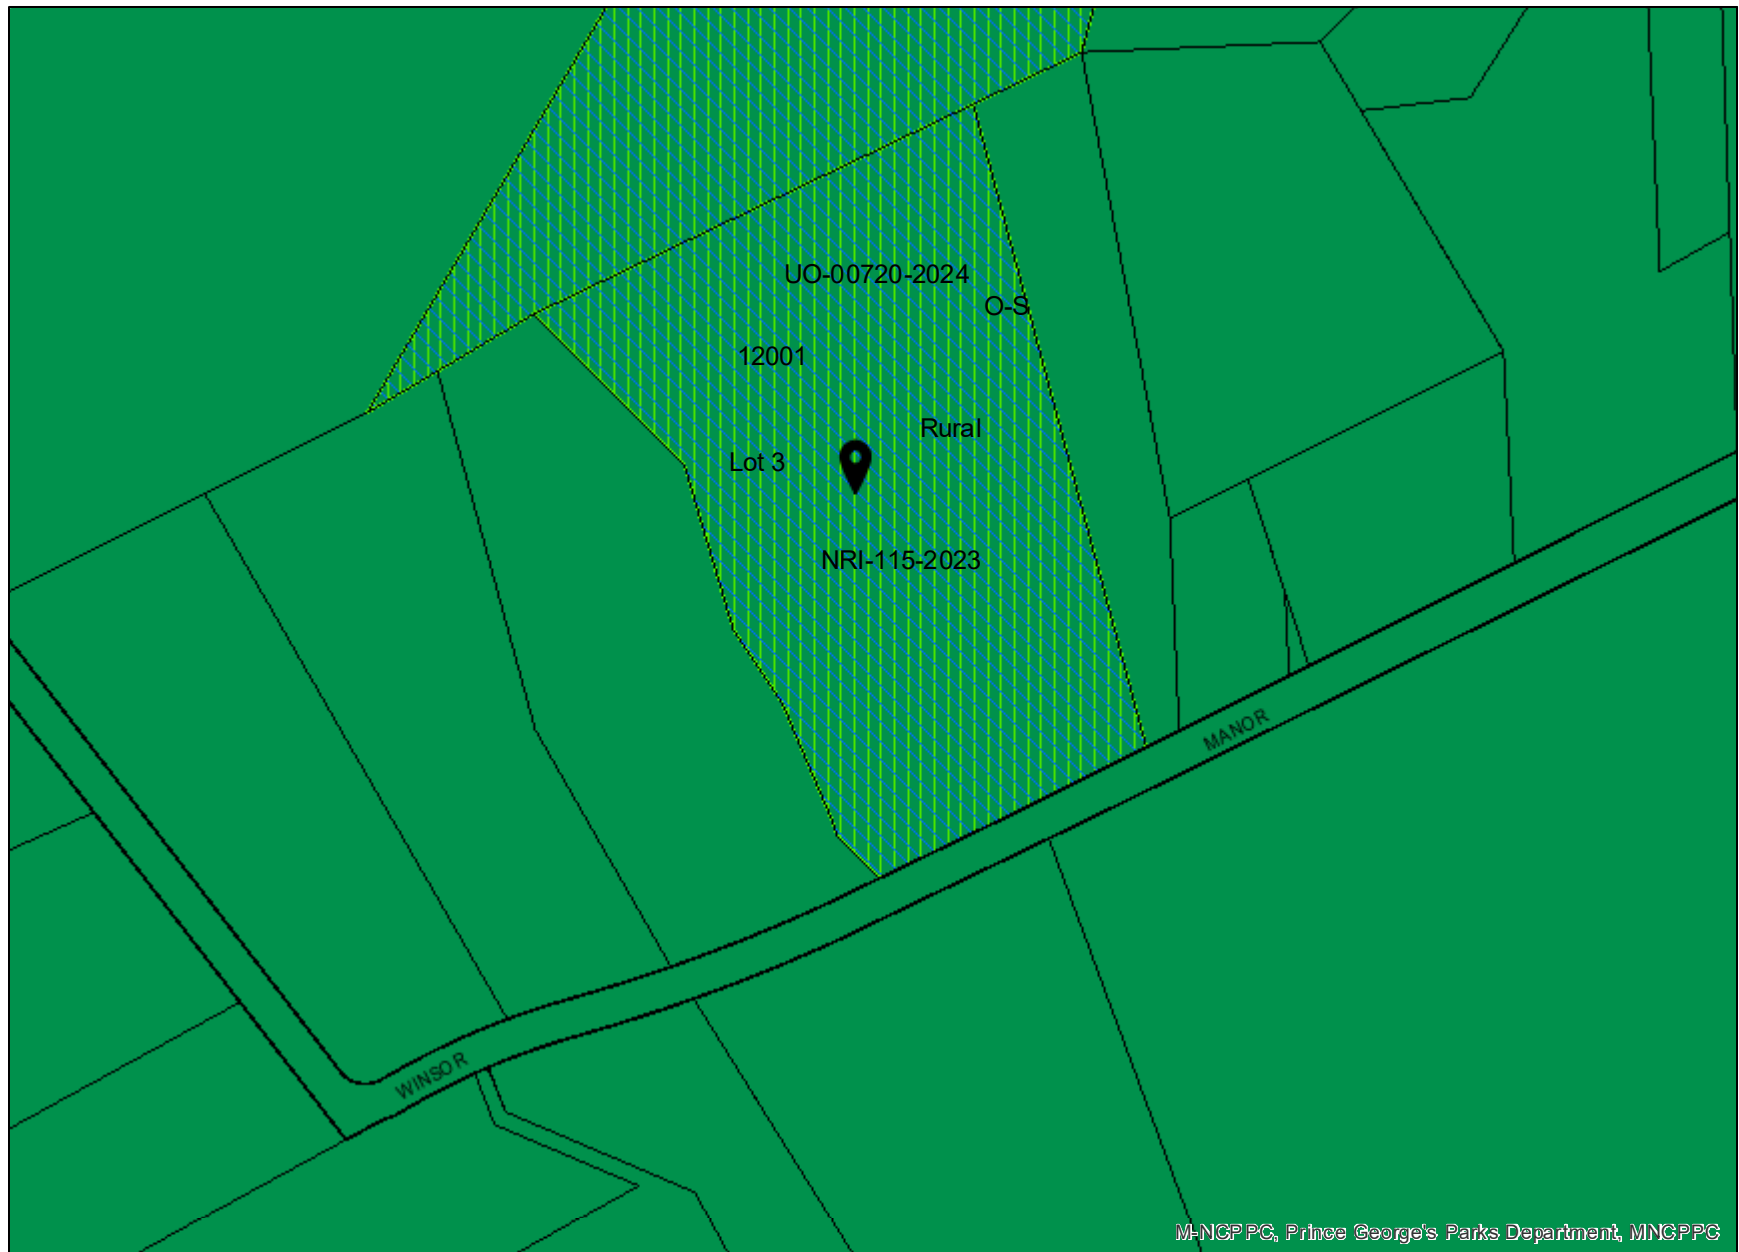 UO-00720-2024
O-S
12001
Rural
Lot 3
NRI-115-2023
MANOR
WINSOR
M-NCPPC, Prince George's Parks Department, MNCPPC